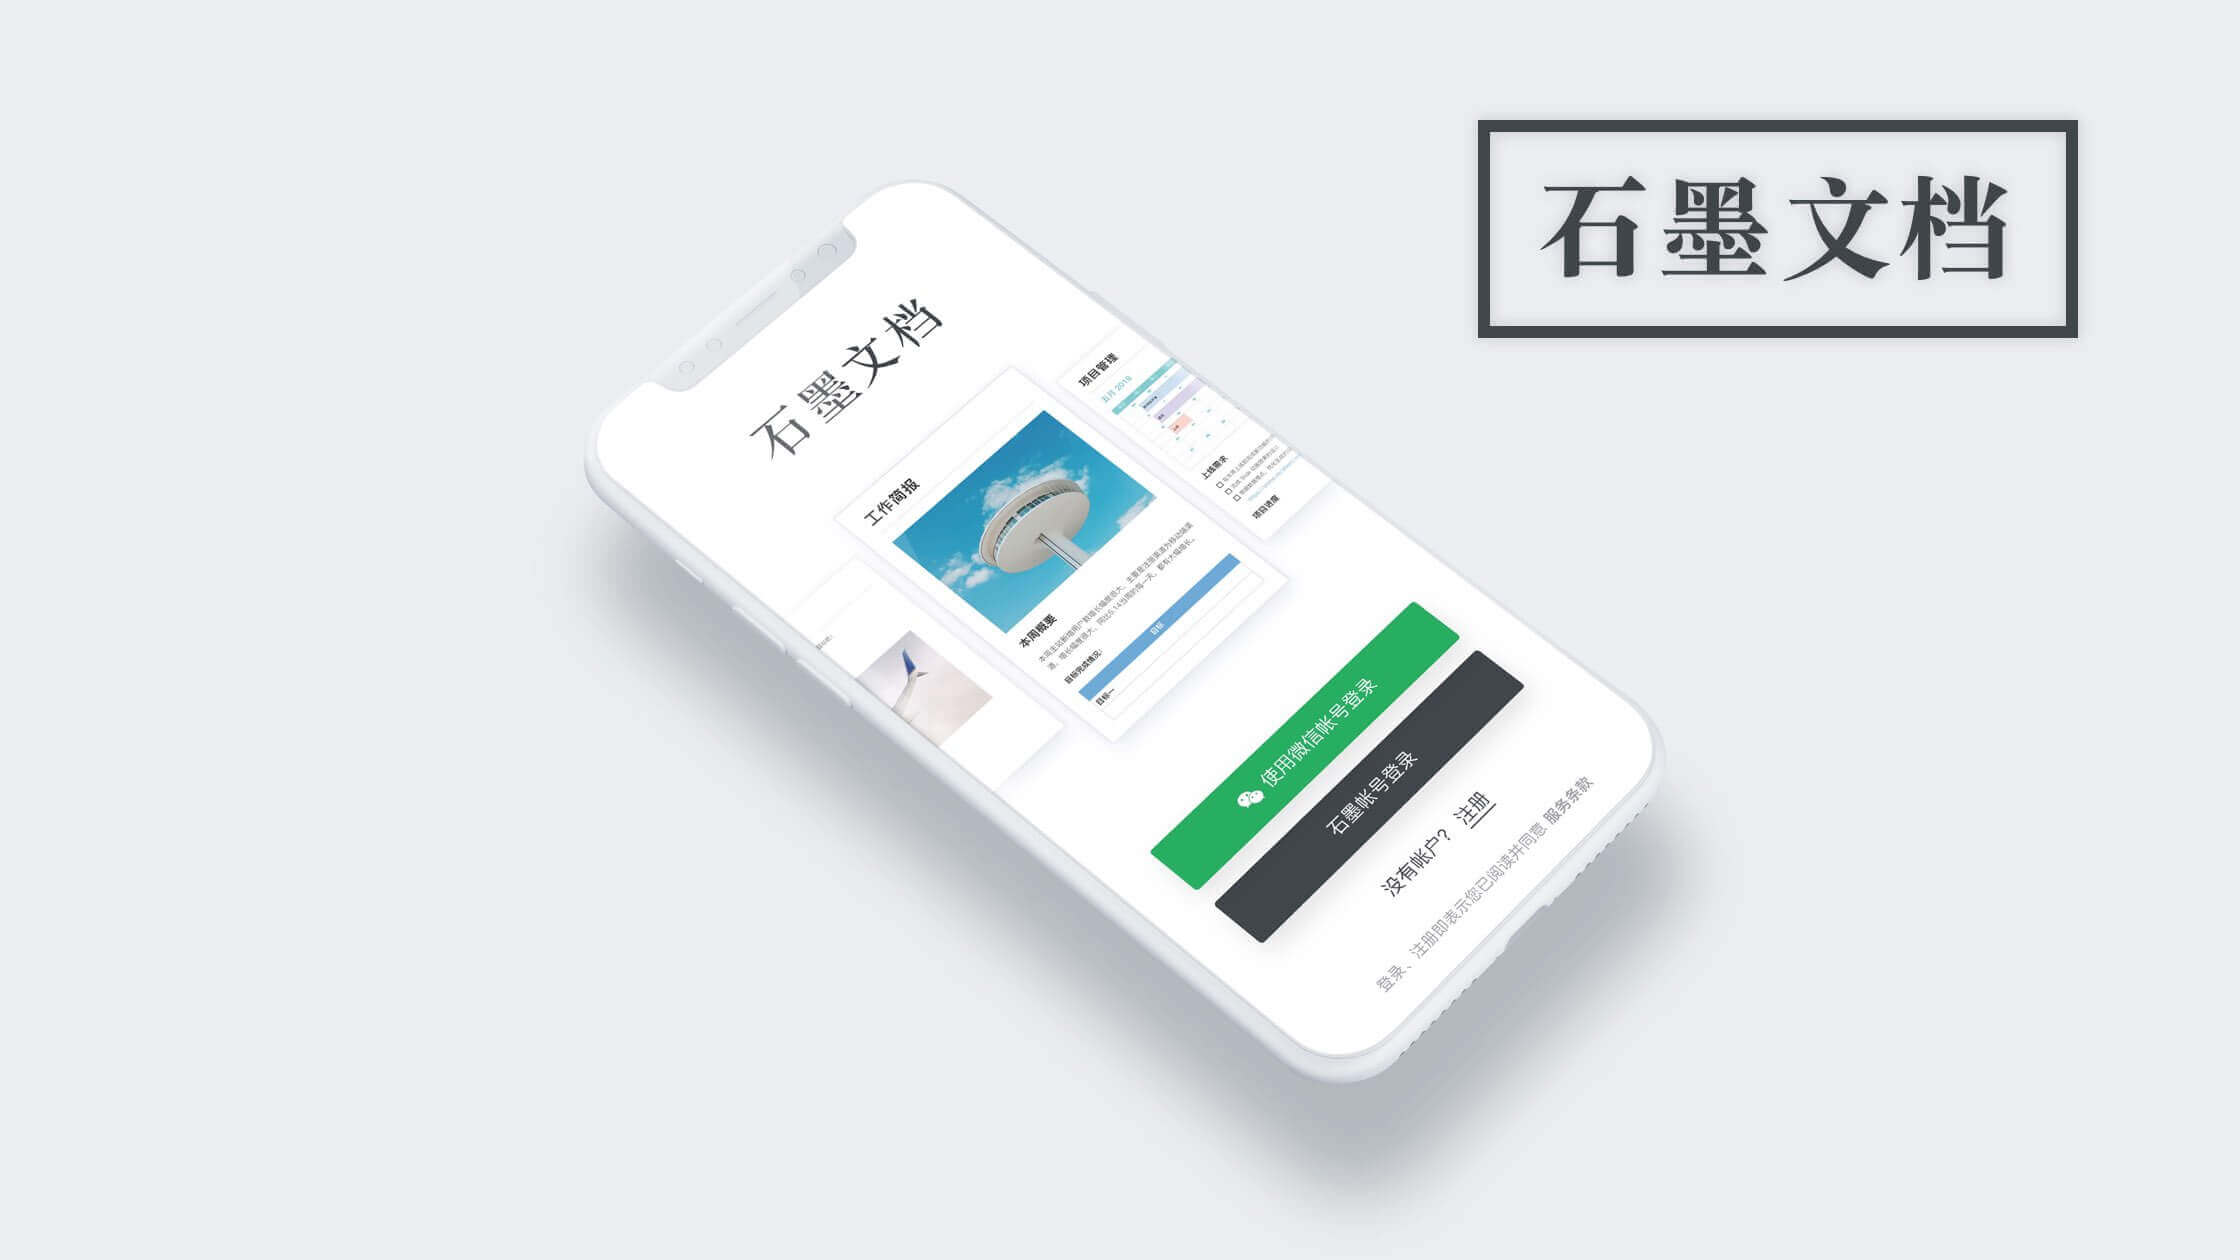 石墨文档
石墨文档
工作简报
本周概要
目标完成情况:
目标
目标一
项目管理
五月 2019
上线需求
项目进度
使用微信帐号登录
石墨帐号登录
没有帐户? 注册
登录、注册即表示您已阅读并同意 服务条款